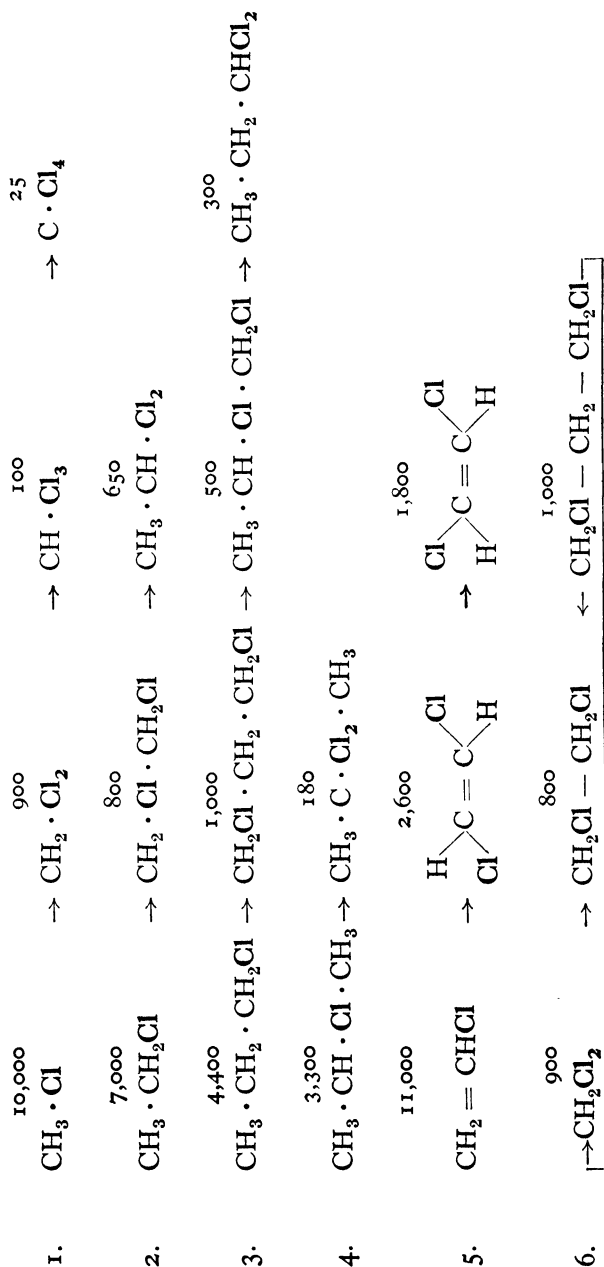 10,000 900 100 25
1. CH₃ · Cl → CH₂ · Cl₂ → CH · Cl₃ → C · Cl₄
7,000 800 650
2. CH₃ · CH₂Cl → CH₂ · Cl · CH₂Cl → CH₃ · CH · Cl₂
4,400 1,000 500 300
3. CH₃ · CH₂ · CH₂Cl → CH₂Cl · CH₂ · CH₂Cl → CH₃ · CH · Cl · CH₂Cl → CH₃ · CH₂ · CHCl₂
3,300 180
4. CH₃ · CH · Cl · CH₃ → CH₃ · C · Cl₂ · CH₃
11,000 2,600 1,800
H Cl Cl Cl
5. CH₂ = CHCl → C = C → C = C
Cl H H H
900 800 1,000
6. → CH₂Cl₂ → CH₂Cl — CH₂Cl ← CH₂Cl — CH₂ — CH₂Cl